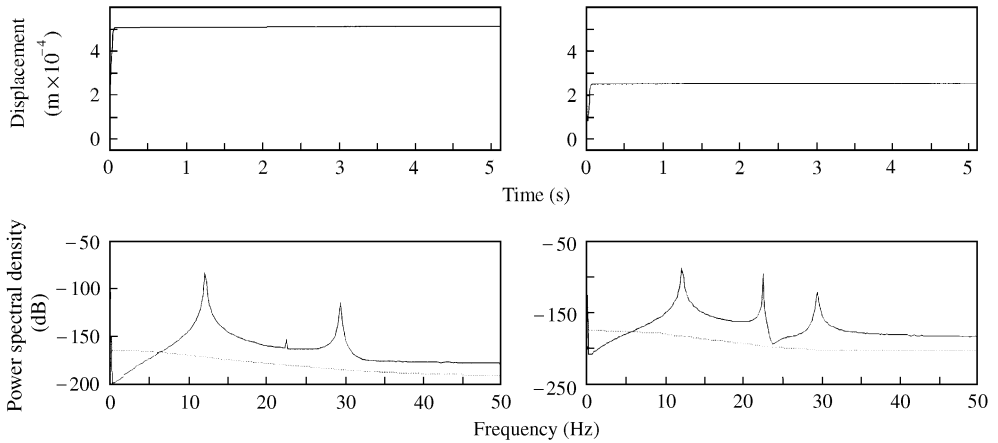 Displacement
(m×10⁻⁴)
4
2
0
0 1 2 3 4 5
4
2
0
0 1 2 3 4 5
Time (s)
Power spectral density
(dB)
−50
−100
−150
−200
0 10 20 30 40 50
−50
−150
−250
0 10 20 30 40 50
Frequency (Hz)